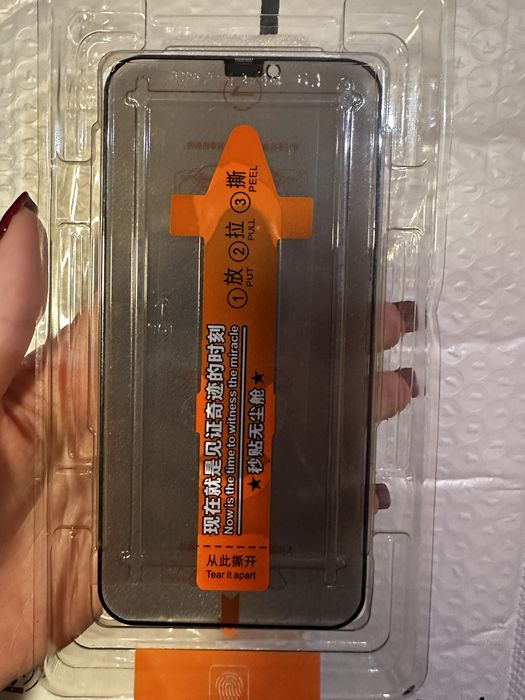 ①放 ②拉 ③撕
PUT PULL PEEL
现在就是见证奇迹的时刻
Now is the time to witness the miracle
★秒贴无尘舱★
从此撕开
Tear it apart